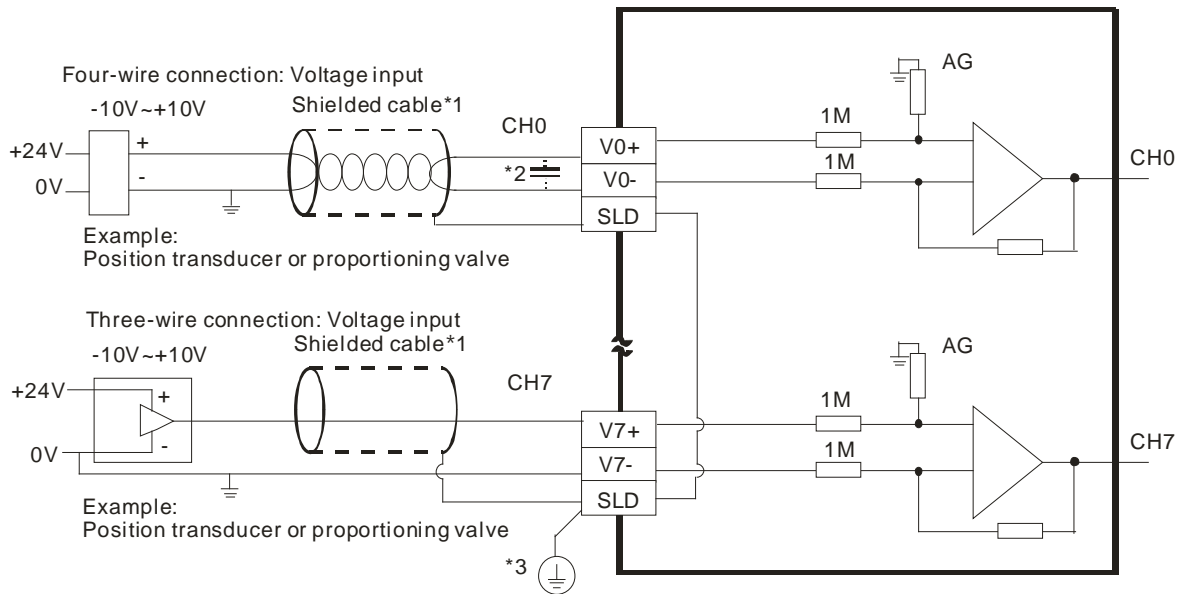 Four-wire connection: Voltage input
-10V~+10V
Shielded cable*1
CH0
+24V
+
-
0V
*2
V0+
V0-
SLD
1M
1M
AG
CH0
Example:
Position transducer or proportioning valve
Three-wire connection: Voltage input
Shielded cable*1
-10V~+10V
CH7
+24V
+
-
0V
V7+
V7-
SLD
1M
1M
AG
CH7
Example:
Position transducer or proportioning valve
*3